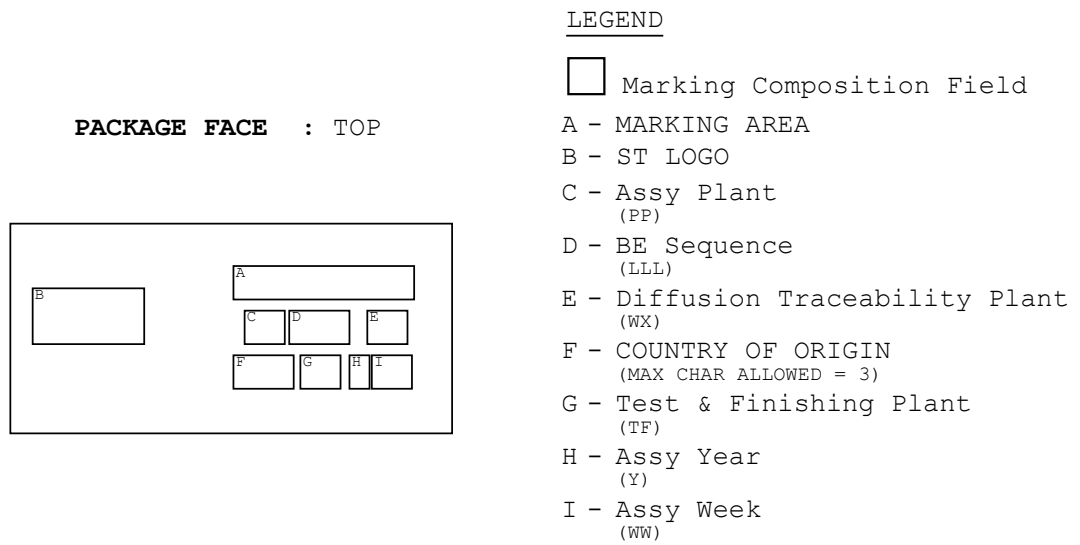 LEGEND
Marking Composition Field
PACKAGE FACE : TOP
A - MARKING AREA
B - ST LOGO
C - Assy Plant
(PP)
D - BE Sequence
(LLL)
E - Diffusion Traceability Plant
(WX)
F - COUNTRY OF ORIGIN
(MAX CHAR ALLOWED = 3)
G - Test & Finishing Plant
(TF)
H - Assy Year
(Y)
I - Assy Week
(WW)
A
B
C D E
F G H I